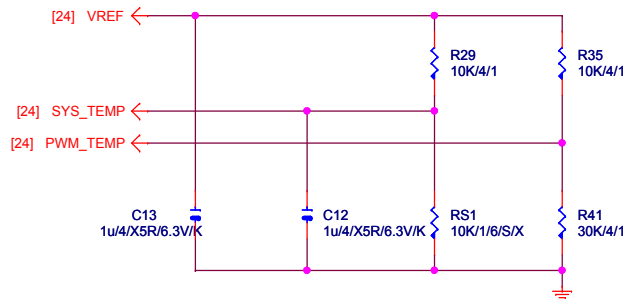 [24] VREF
R29
10K/4/1
R35
10K/4/1
[24] SYS_TEMP
[24] PWM_TEMP
C13
1u/4/X5R/6.3V/K
C12
1u/4/X5R/6.3V/K
RS1
10K/1/6/S/X
R41
30K/4/1